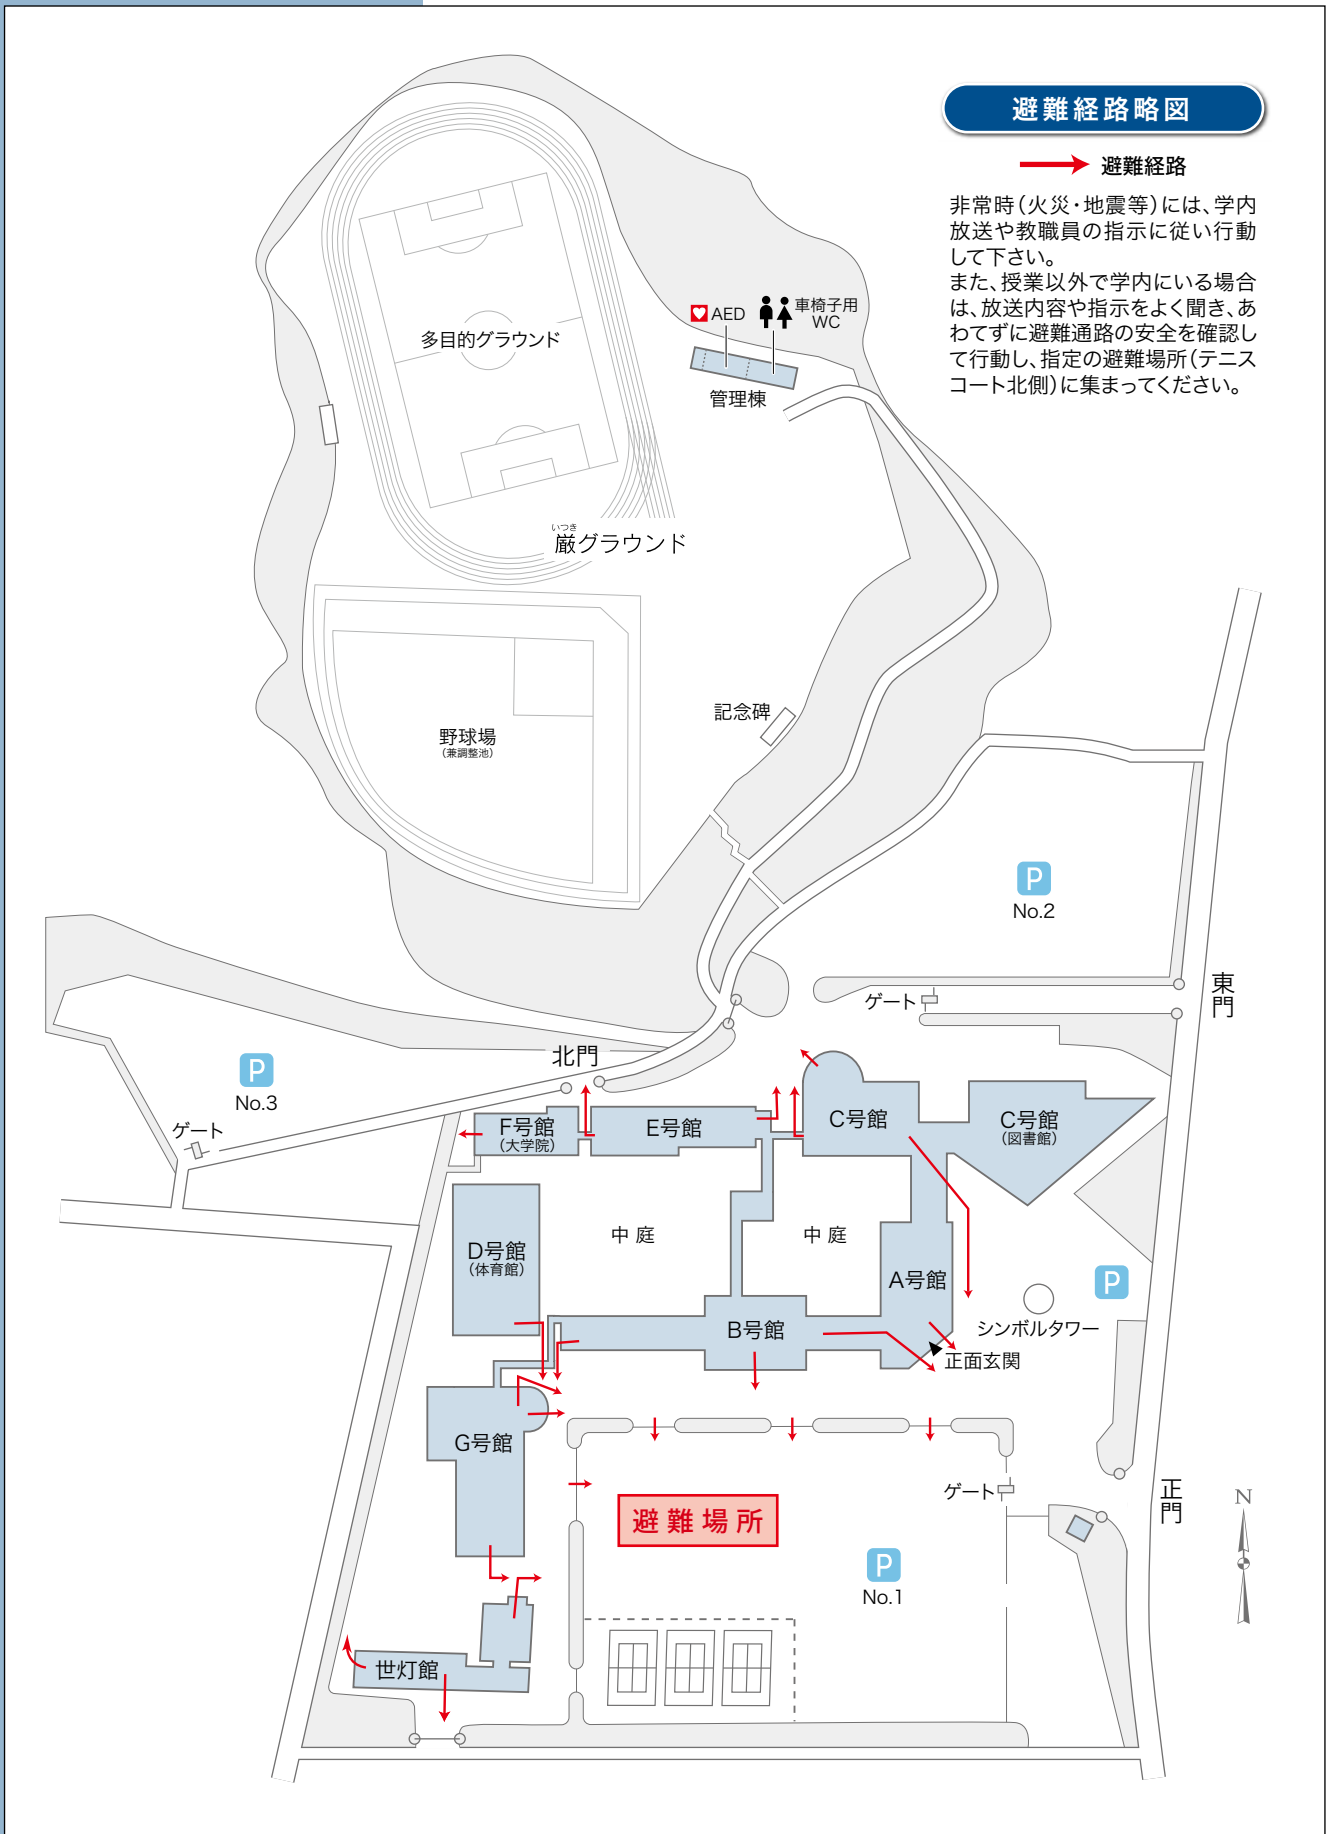 避難経路略図
避難経路
非常時（火災・地震等）には、学内
放送や教職員の指示に従い行動
して下さい。
また、授業以外で学内にいる場合
は、放送内容や指示をよく聞き、あ
わてずに避難通路の安全を確認し
て行動し、指定の避難場所（テニス
コート北側）に集まってください。
AED
車椅子用
WC
管理棟
多目的グラウンド
いつき
厳グラウンド
記念碑
野球場
（兼調整池）
P
No.2
東門
ゲート
北門
P
No.3
ゲート
F号館
（大学院）
E号館
C号館
C号館
（図書館）
中庭
中庭
D号館
（体育館）
A号館
P
B号館
シンボルタワー
正面玄関
G号館
ゲート
正門
N
避難場所
P
No.1
世灯館